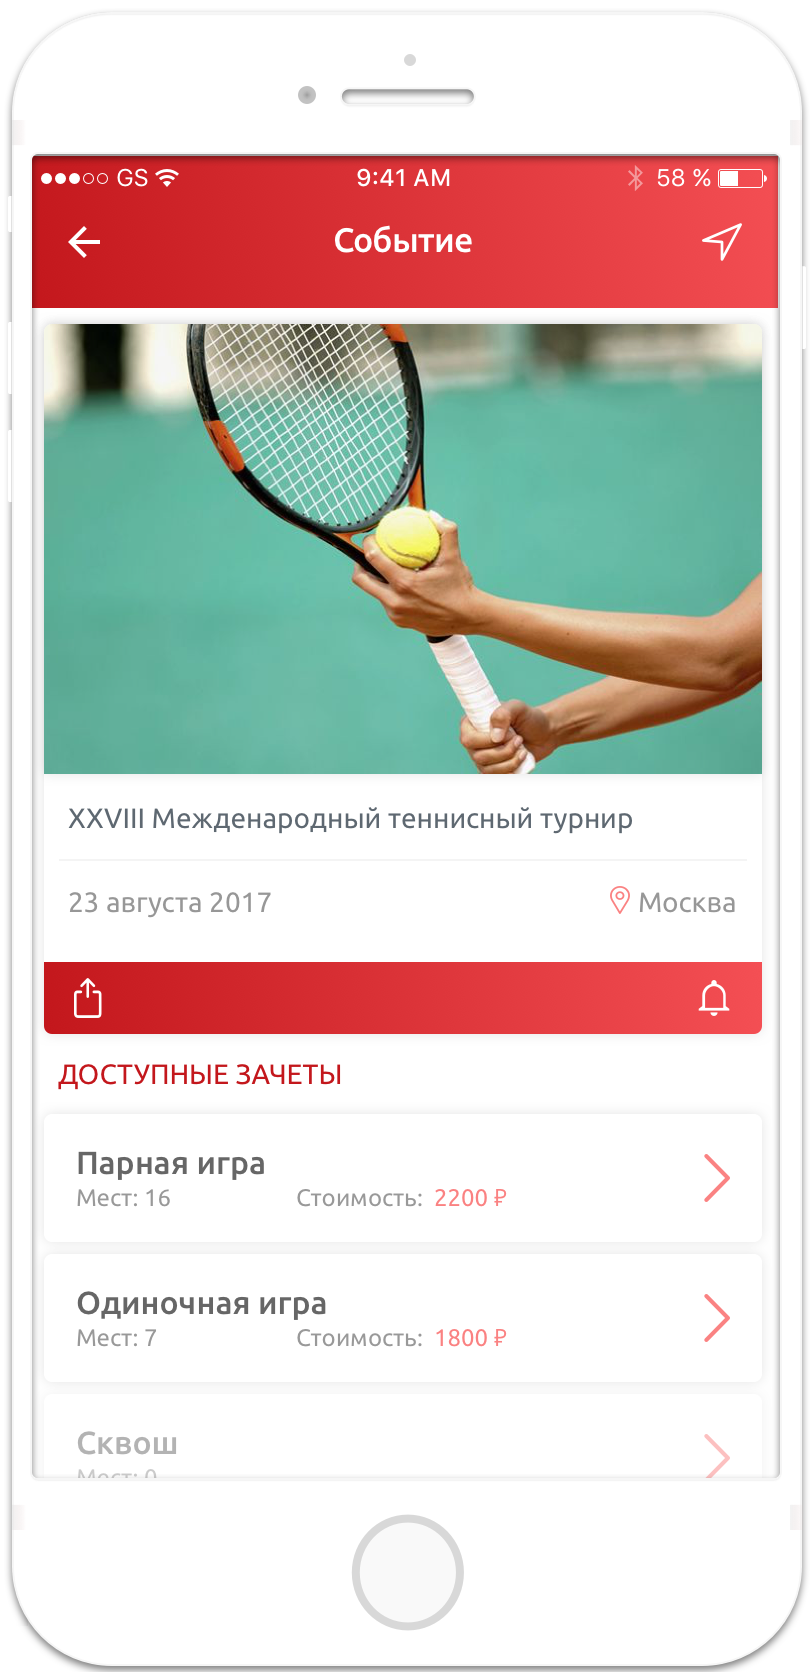 GS 9:41 AM 58 %
Событие
XXVIII Межденародный теннисный турнир
23 августа 2017 Москва
ДОСТУПНЫЕ ЗАЧЕТЫ
Парная игра
Мест: 16 Стоимость: 2200 ₽
Одиночная игра
Мест: 7 Стоимость: 1800 ₽
Сквош
Мест: 0